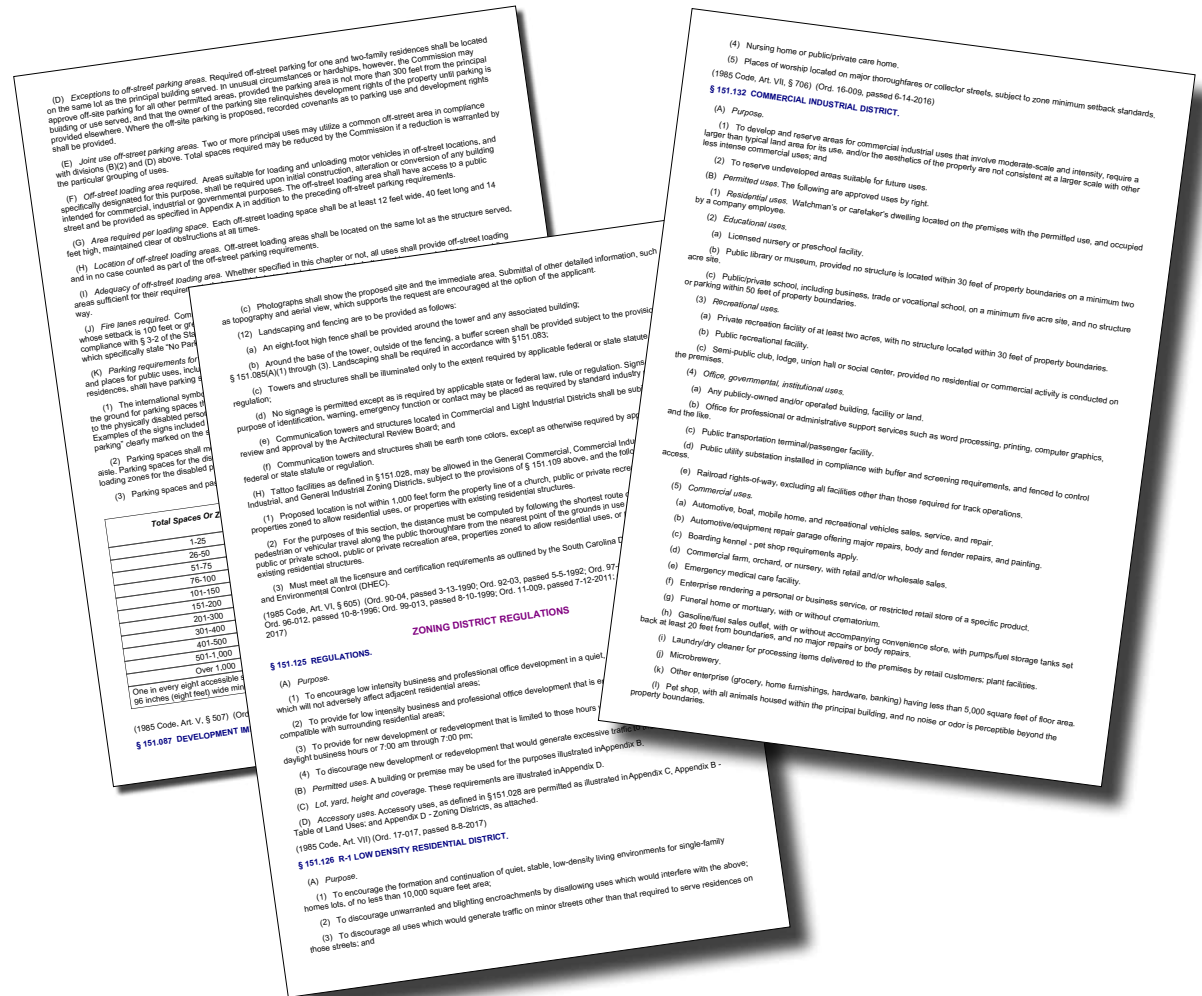 (D) Exceptions to off-street parking areas. Required off-street parking for one and two-family residences shall be located
on the same lot as the principal building served. In unusual circumstances or hardships, however, the Commission may
approve off-site parking for all other permitted areas, provided the parking area is not more than 300 feet from the principal
building or use served, and that the owner of the parking site relinquishes development rights of the property until parking is
provided elsewhere. Where the off-site parking is proposed, recorded covenants as to parking use and development rights
shall be provided.
(E) Joint use off-street parking areas. Two or more principal uses may utilize a common off-street area in compliance
with divisions (B)(2) and (D) above. Total spaces required may be reduced by the Commission if a reduction is warranted by
the particular grouping of uses.
(F) Off-street loading area required. Areas suitable for loading and unloading motor vehicles in off-street locations, and
specifically designated for this purpose, shall be required upon initial construction, alteration or conversion of any building
intended for commercial, industrial or governmental purposes. The off-street loading area shall have access to a public
street and be provided as specified in Appendix A in addition to the preceding off-street parking requirements.
(G) Area required per loading space. Each off-street loading space shall be at least 12 feet wide, 40 feet long and 14
feet high, maintained clear of obstructions at all times.
(H) Location of off-street loading areas. Off-street loading areas shall be located on the same lot as the structure served,
and in no case counted as part of the off-street parking requirements.
(I) Adequacy of off-street loading area. Whether specified in this chapter or not, all uses shall provide off-street loading
areas sufficient for their
way.
(J) Fire lanes required.
whose setback is 100 feet or
compliance with § 3-2 of the
which specifically state "No
(K) Parking requirements for
and places for public uses,
residences, shall have parking
(1) The international
the ground for parking spaces
to the physically disabled
Examples of the signs included
parking" clearly marked on the
(2) Parking spaces shall
aisle. Parking spaces for the
loading zones for the disabled
(3) Parking spaces and
Total Spaces Or
1-25
26-50
51-75
76-100
101-150
151-200
201-300
301-400
401-500
501-1,000
Over 1,000
One in every eight accessible
96 inches (eight feet) wide
(1985 Code, Art. V, § 507)
§ 151.087 DEVELOPMENT
(c) Photographs shall show the proposed site and the immediate area. Submittal of other detailed information, such
as topography and aerial view, which supports the request are encouraged at the option of the applicant.
(12) Landscaping and fencing are to be provided as follows:
(a) An eight-foot high fence shall be provided around the tower and any associated building;
(b) Around the base of the tower, outside of the fencing, a buffer screen shall be provided subject to the
§ 151.085(A)(1) through (3). Landscaping shall be required in accordance with §151.083;
(c) Towers and structures shall be illuminated only to the extent required by applicable federal or state statute
regulation;
(d) No signage is permitted except as is required by applicable state or federal law, rule or regulation. Signs
purpose of identification, warning, emergency function or contact may be placed as required by standard industry
(e) Communication towers and structures located in Commercial and Light Industrial Districts shall be
review and approval by the Architectural Review Board; and
(f) Communication towers and structures shall be earth tone colors, except as otherwise required by
federal or state statute or regulation.
(H) Tattoo facilities as defined in §151.028, may be allowed in the General Commercial, Commercial
Industrial, and General Industrial Zoning Districts, subject to the provisions of § 151.109 above, and the
(1) Proposed location is not within 1,000 feet form the property line of a church, public or private
properties zoned to allow residential uses, or properties with existing residential structures.
(2) For the purposes of this section, the distance must be computed by following the shortest route
pedestrian or vehicular travel along the public thoroughfare from the nearest point of the grounds in use
public or private school, public or private recreation area, properties zoned to allow residential uses, or
existing residential structures.
(3) Must meet all the licensure and certification requirements as outlined by the South Carolina
and Environmental Control (DHEC).
(1985 Code, Art. VI, § 605) (Ord. 90-04, passed 3-13-1990; Ord. 92-03, passed 5-5-1992; Ord. 97-
Ord. 96-012, passed 10-8-1996; Ord. 99-013, passed 8-10-1999; Ord. 11-009, passed 7-12-2011;
2017)
ZONING DISTRICT REGULATIONS
§ 151.125 REGULATIONS.
(A) Purpose.
(1) To encourage low intensity business and professional office development in a quiet,
which will not adversely affect adjacent residential areas;
(2) To provide for low intensity business and professional office development that is
compatible with surrounding residential areas;
(3) To provide for new development or redevelopment that is limited to those hours
daylight business hours or 7:00 am through 7:00 pm;
(4) To discourage new development or redevelopment that would generate excessive traffic
(B) Permitted uses. A building or premise may be used for the purposes illustrated inAppendix B.
(C) Lot, yard, height and coverage. These requirements are illustrated inAppendix D.
(D) Accessory uses. Accessory uses, as defined in §151.028 are permitted as illustrated inAppendix C, Appendix B -
Table of Land Uses; and Appendix D - Zoning Districts, as attached.
(1985 Code, Art. VII) (Ord. 17-017, passed 8-8-2017)
§ 151.126 R-1 LOW DENSITY RESIDENTIAL DISTRICT.
(A) Purpose.
(1) To encourage the formation and continuation of quiet, stable, low-density living environments for single-family
homes lots, of no less than 10,000 square feet area;
(2) To discourage unwarranted and blighting encroachments by disallowing uses which would interfere with the above;
(3) To discourage all uses which would generate traffic on minor streets other than that required to serve residences on
those streets; and
(4) Nursing home or public/private care home.
(5) Places of worship located on major thoroughfares or collector streets, subject to zone minimum setback standards.
(1985 Code, Art. VII, § 706) (Ord. 16-009, passed 6-14-2016)
§ 151.132 COMMERCIAL INDUSTRIAL DISTRICT.
(A) Purpose.
(1) To develop and reserve areas for commercial industrial uses that involve moderate-scale and intensity, require a
larger than typical land area for its use, and/or the aesthetics of the property are not consistent at a larger scale with other
less intense commercial uses; and
(2) To reserve undeveloped areas suitable for future uses.
(B) Permitted uses. The following are approved uses by right.
(1) Residential uses. Watchman's or caretaker's dwelling located on the premises with the permitted use, and occupied
by a company employee.
(2) Educational uses.
(a) Licensed nursery or preschool facility.
(b) Public library or museum, provided no structure is located within 30 feet of property boundaries on a minimum two
acre site.
(c) Public/private school, including business, trade or vocational school, on a minimum five acre site, and no structure
or parking within 50 feet of property boundaries.
(3) Recreational uses.
(a) Private recreation facility of at least two acres, with no structure located within 30 feet of property boundaries.
(b) Public recreational facility.
(c) Semi-public club, lodge, union hall or social center, provided no residential or commercial activity is conducted on
the premises.
(4) Office, governmental, institutional uses.
(a) Any publicly-owned and/or operated building, facility or land.
(b) Office for professional or administrative support services such as word processing, printing, computer graphics,
and the like.
(c) Public transportation terminal/passenger facility.
(d) Public utility substation installed in compliance with buffer and screening requirements, and fenced to control
access.
(e) Railroad rights-of-way, excluding all facilities other than those required for track operations.
(5) Commercial uses.
(a) Automotive, boat, mobile home, and recreational vehicles sales, service, and repair.
(b) Automotive/equipment repair garage offering major repairs, body and fender repairs, and painting.
(c) Boarding kennel - pet shop requirements apply.
(d) Commercial farm, orchard, or nursery, with retail and/or wholesale sales.
(e) Emergency medical care facility.
(f) Enterprise rendering a personal or business service, or restricted retail store of a specific product.
(g) Funeral home or mortuary, with or without crematorium.
(h) Gasoline/fuel sales outlet, with or without accompanying convenience store, with pumps/fuel storage tanks set
back at least 20 feet from boundaries, and no major repairs or body repairs.
(i) Laundry/dry cleaner for processing items delivered to the premises by retail customers; plant facilities.
(j) Microbrewery.
(k) Other enterprise (grocery, home furnishings, hardware, banking) having less than 5,000 square feet of floor area.
(l) Pet shop, with all animals housed within the principal building, and no noise or odor is perceptible beyond the
property boundaries.